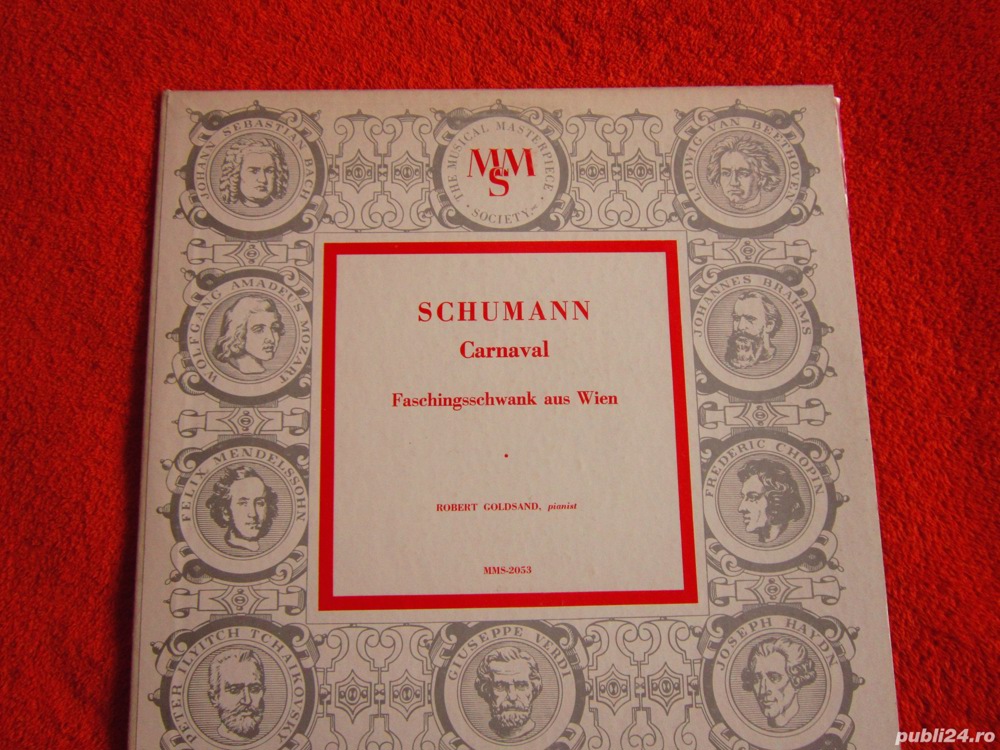 JOHANN SEBASTIAN BACH
THE MUSICAL MASTERPIECE
· SOCIETY, INC ·
MMS
LUDWIG VAN BEETHOVEN
WOLFGANG AMADEUS MOZART
JOHANNES BRAHMS
SCHUMANN
Carnaval
Faschingsschwank aus Wien
·
ROBERT GOLDSAND, pianist
MMS-2053
FELIX MENDELSSOHN
FREDERIC CHOPIN
PETER ILYITCH TCHAIKOVSKY
GIUSEPPE VERDI
JOSEPH HAYDN
publi24.ro